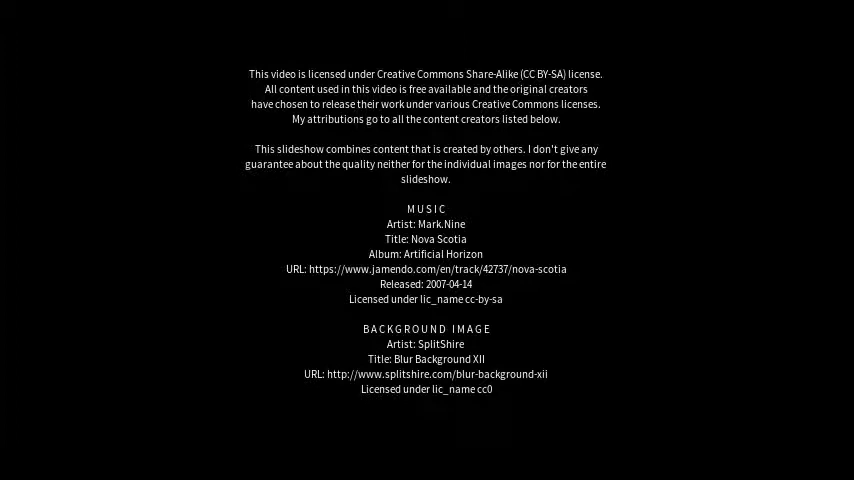 This video is licensed under Creative Commons Share-Alike (CC BY-SA) license.
All content used in this video is free available and the original creators
have chosen to release their work under various Creative Commons licenses.
My attributions go to all the content creators listed below.
This slideshow combines content that is created by others. I don't give any
guarantee about the quality neither for the individual images nor for the entire
slideshow.
MUSIC
Artist: Mark.Nine
Title: Nova Scotia
Album: Artificial Horizon
URL: https://www.jamendo.com/en/track/42737/nova-scotia
Released: 2007-04-14
Licensed under lic_name cc-by-sa
BACKGROUND IMAGE
Artist: SplitShire
Title: Blur Background XII
URL: http://www.splitshire.com/blur-background-xii
Licensed under lic_name cc0